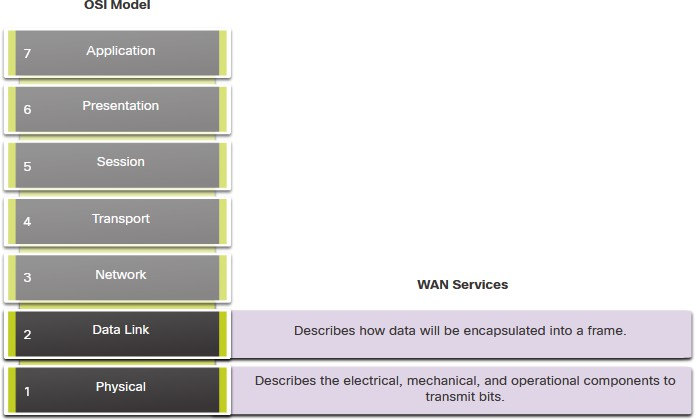 OSI Model
7 Application
6 Presentation
5 Session
4 Transport
3 Network
WAN Services
2 Data Link Describes how data will be encapsulated into a frame.
1 Physical Describes the electrical, mechanical, and operational components to
transmit bits.